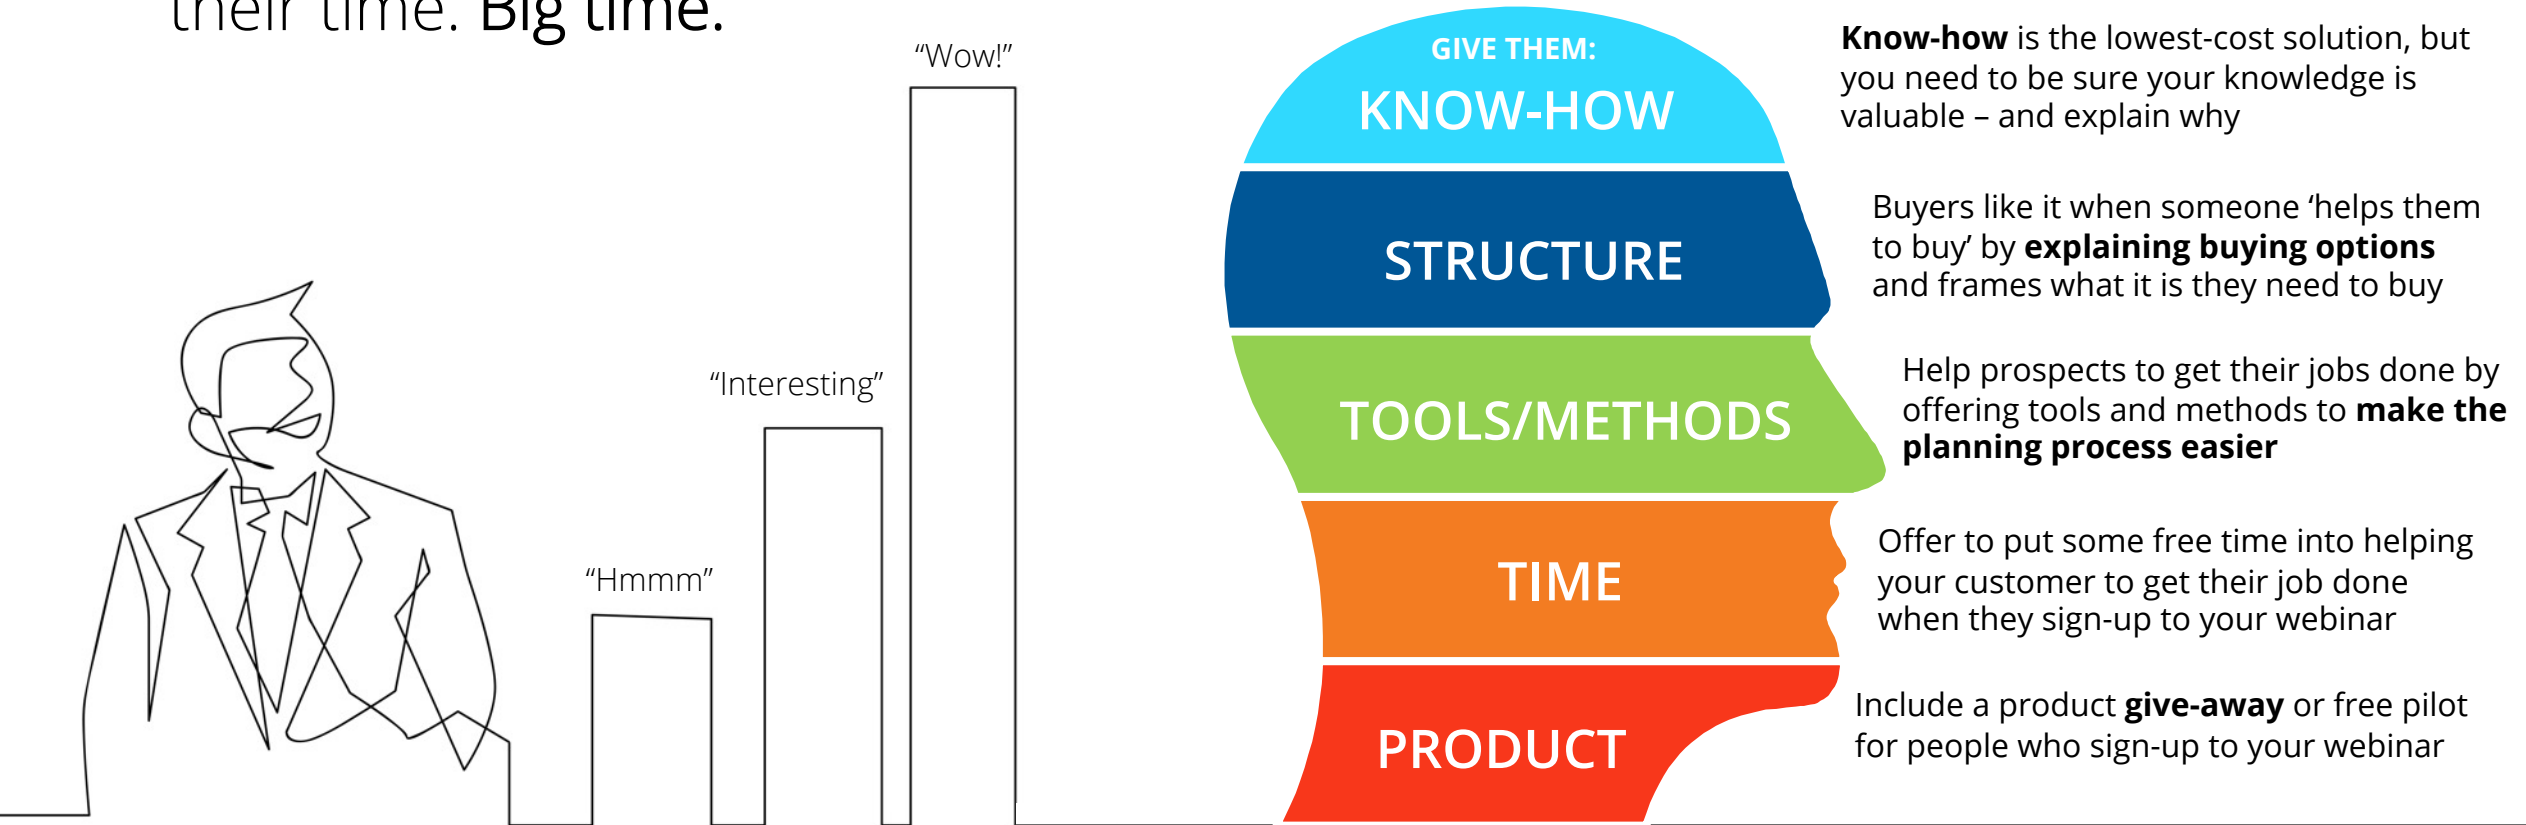 their time. Big time.
“Wow!”
“Interesting”
“Hmmm”
GIVE THEM:
KNOW-HOW
STRUCTURE
TOOLS/METHODS
TIME
PRODUCT
Know-how is the lowest-cost solution, but
you need to be sure your knowledge is
valuable – and explain why
Buyers like it when someone ‘helps them
to buy’ by explaining buying options
and frames what it is they need to buy
Help prospects to get their jobs done by
offering tools and methods to make the
planning process easier
Offer to put some free time into helping
your customer to get their job done
when they sign-up to your webinar
Include a product give-away or free pilot
for people who sign-up to your webinar